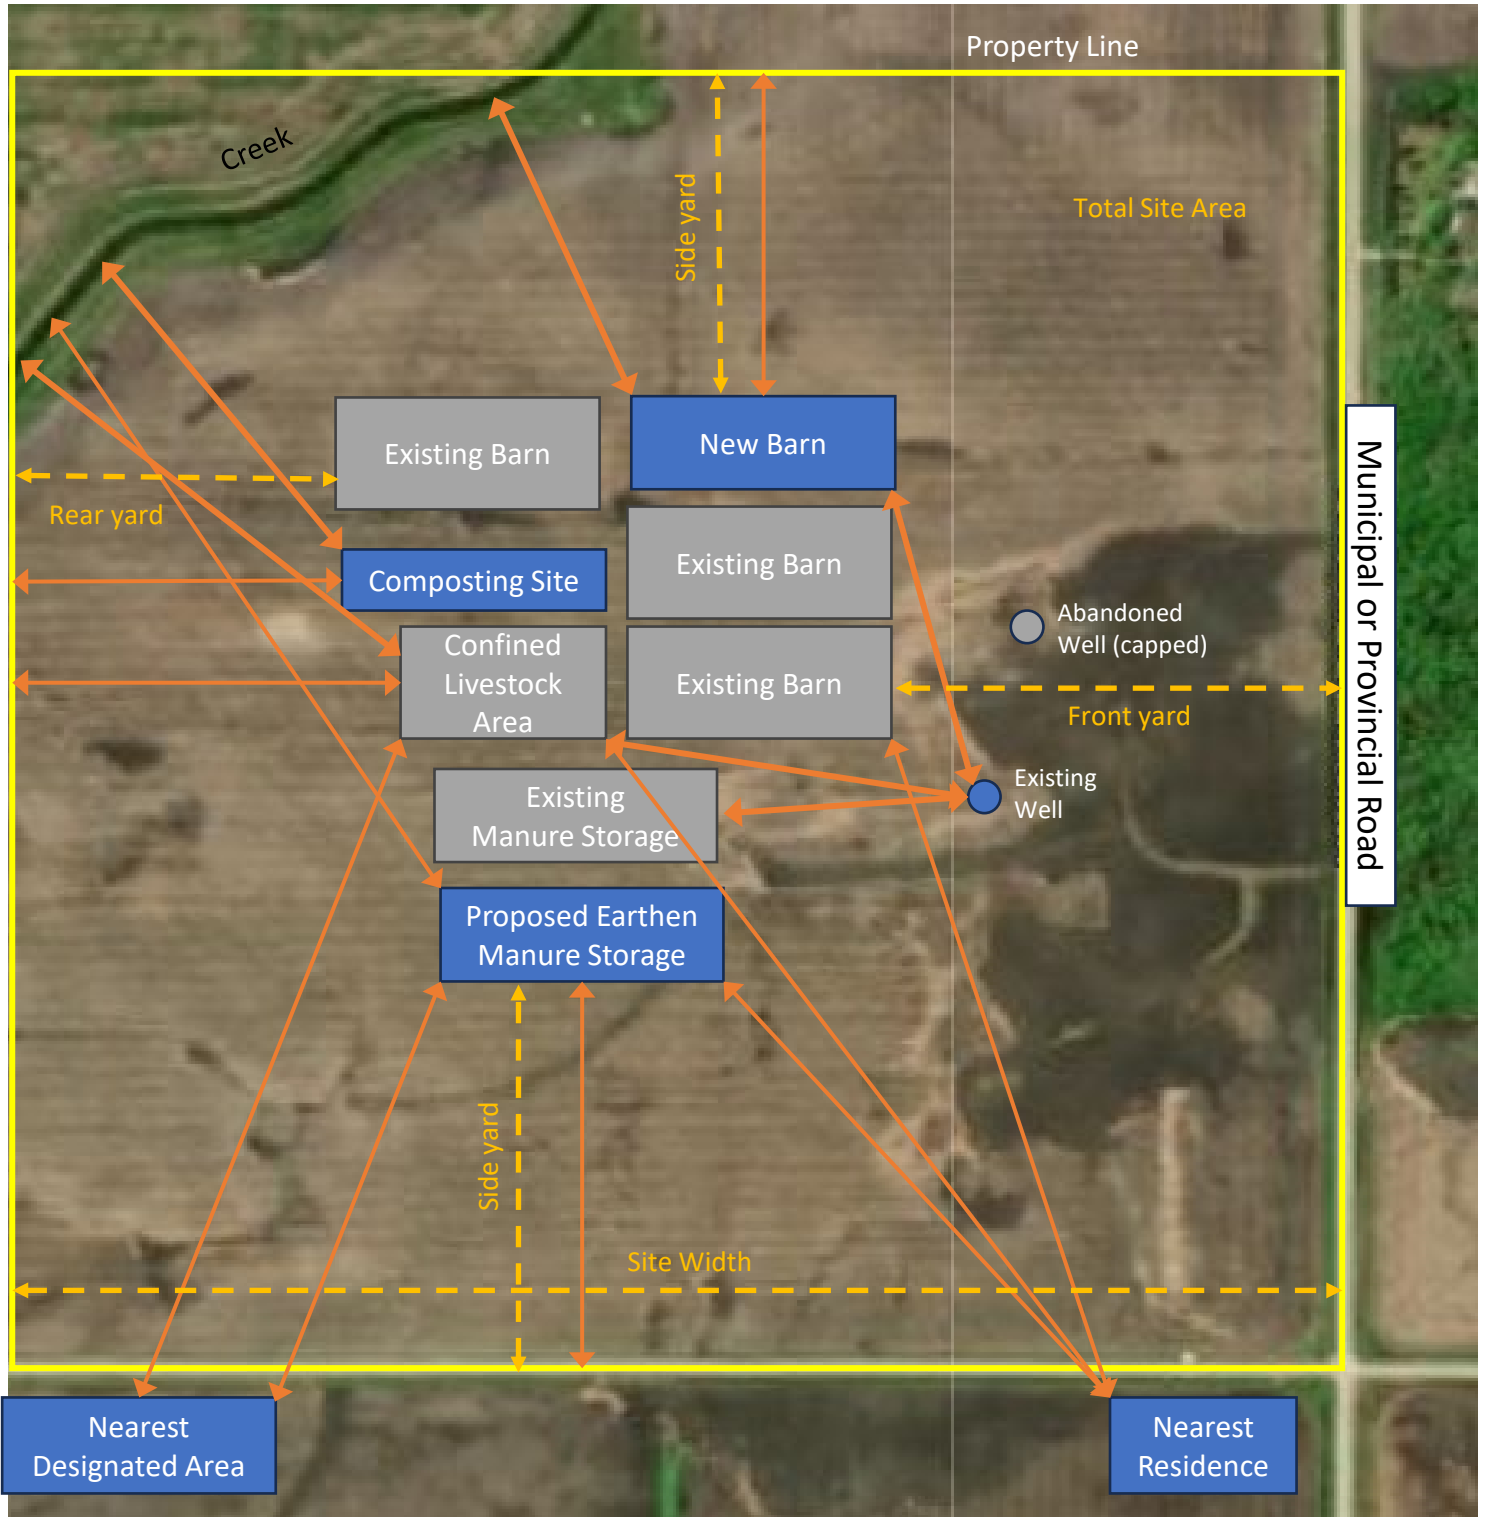 Property Line
Creek
Side yard
Total Site Area
Existing Barn
New Barn
Rear yard
Existing Barn
Composting Site
Abandoned
Well (capped)
Confined
Livestock
Area
Existing Barn
Front yard
Municipal or Provincial Road
Existing
Well
Existing
Manure Storage
Proposed Earthen
Manure Storage
Side yard
Site Width
Nearest
Designated Area
Nearest
Residence